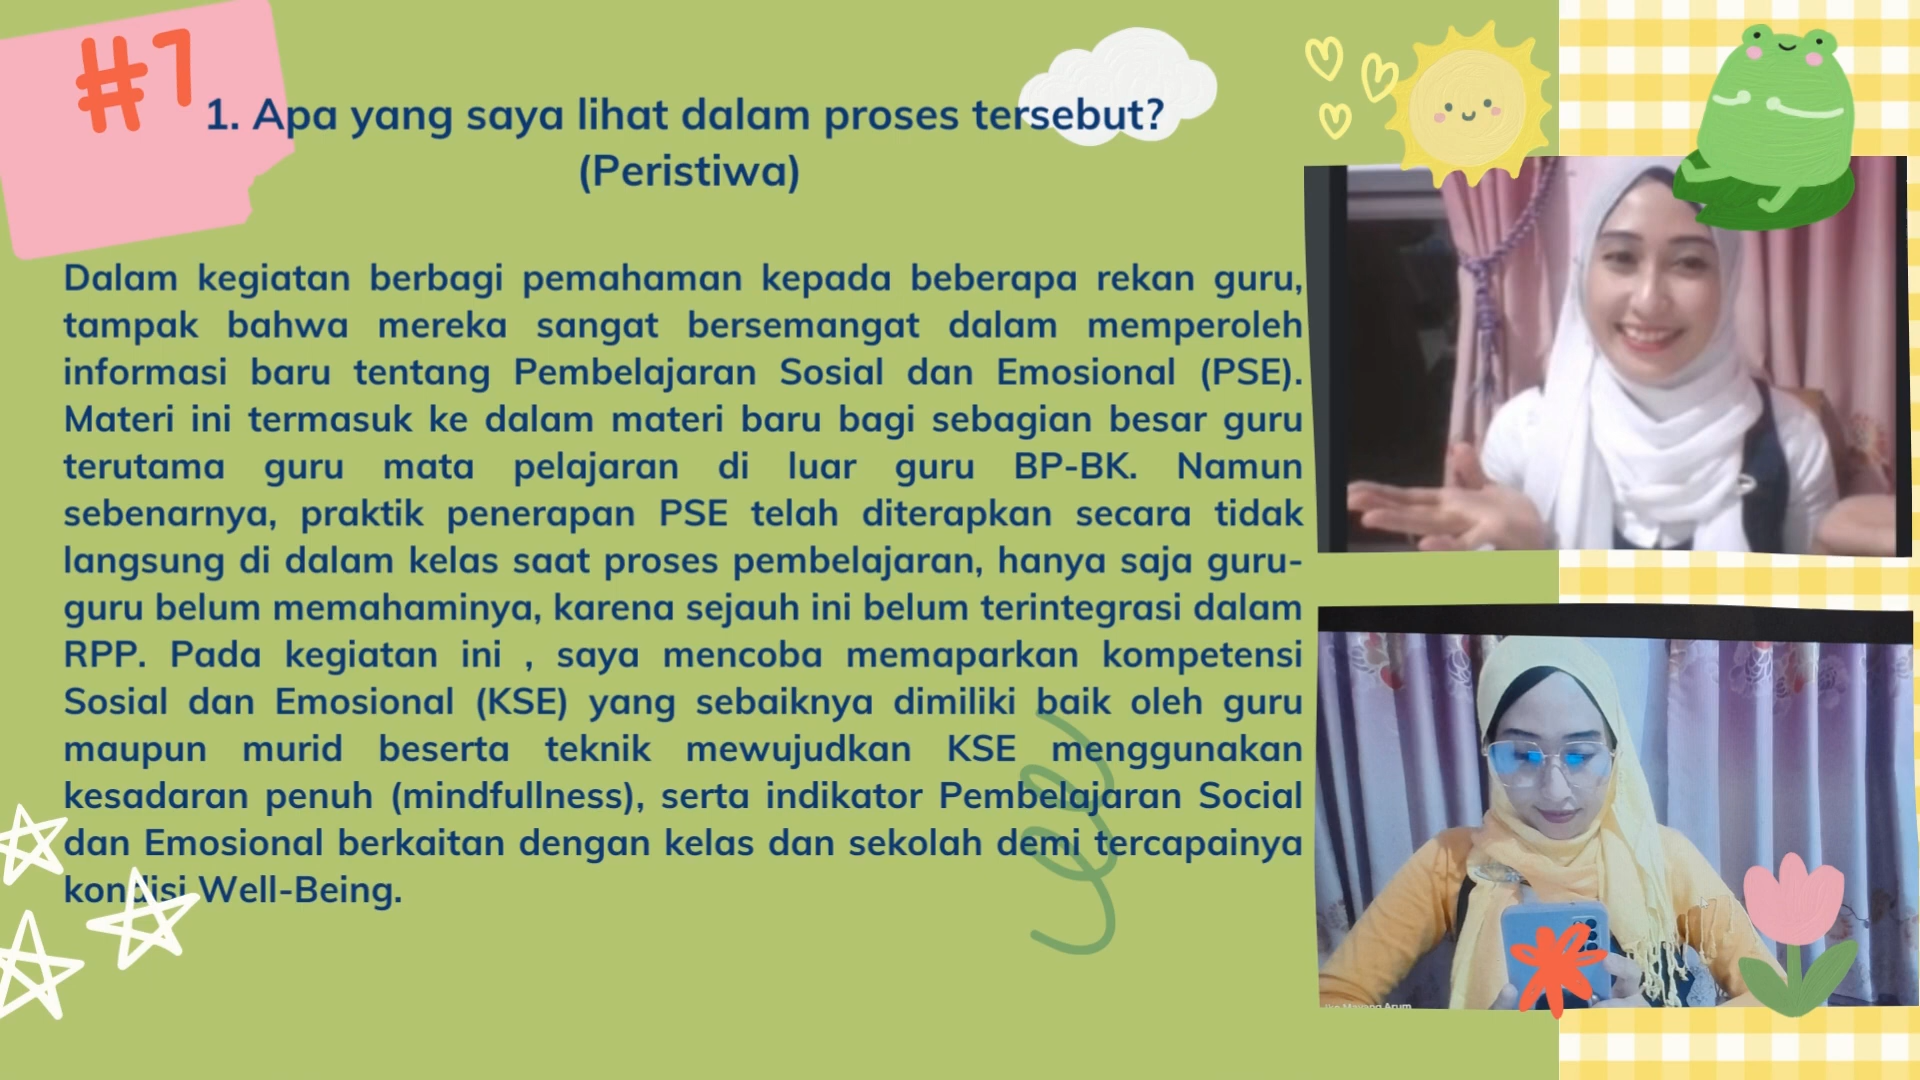 #1
1. Apa yang saya lihat dalam proses tersebut?
(Peristiwa)
Dalam kegiatan berbagi pemahaman kepada beberapa rekan guru,
tampak bahwa mereka sangat bersemangat dalam memperoleh
informasi baru tentang Pembelajaran Sosial dan Emosional (PSE).
Materi ini termasuk ke dalam materi baru bagi sebagian besar guru
terutama guru mata pelajaran di luar guru BP-BK. Namun
sebenarnya, praktik penerapan PSE telah diterapkan secara tidak
langsung di dalam kelas saat proses pembelajaran, hanya saja guru-
guru belum memahaminya, karena sejauh ini belum terintegrasi dalam
RPP. Pada kegiatan ini , saya mencoba memaparkan kompetensi
Sosial dan Emosional (KSE) yang sebaiknya dimiliki baik oleh guru
maupun murid beserta teknik mewujudkan KSE menggunakan
kesadaran penuh (mindfullness), serta indikator Pembelajaran Social
dan Emosional berkaitan dengan kelas dan sekolah demi tercapainya
kondisi Well-Being.
Arum